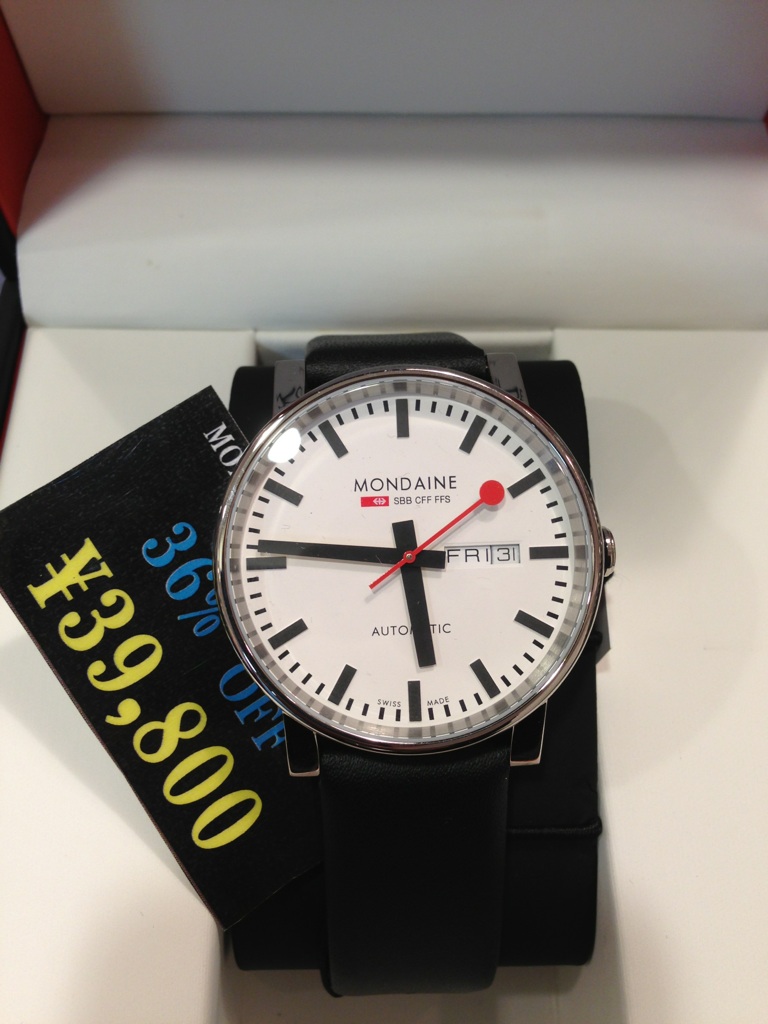 MONDAINE
SBB CFF FFS
FRI 31
AUTOMATIC
SWISS MADE
36% OFF
¥39,800